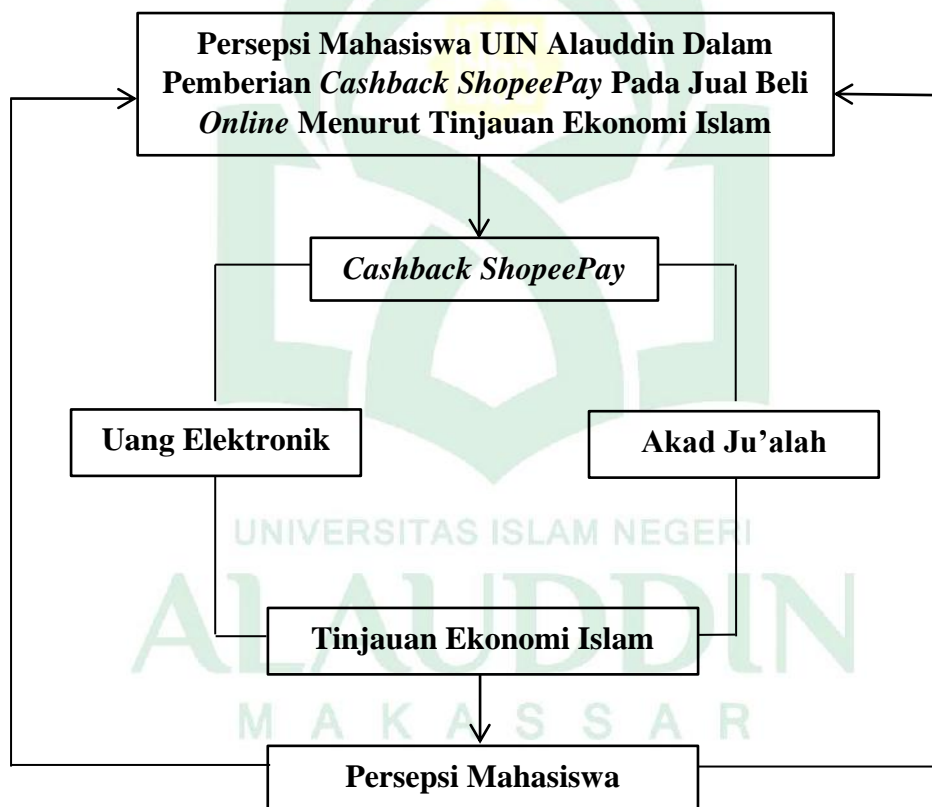 Persepsi Mahasiswa UIN Alauddin Dalam
Pemberian Cashback ShopeePay Pada Jual Beli
Online Menurut Tinjauan Ekonomi Islam
Cashback ShopeePay
Uang Elektronik
Akad Ju’alah
UNIVERSITAS ISLAM NEGERI
ALAUDDIN
Tinjauan Ekonomi Islam
MAKASSAR
Persepsi Mahasiswa